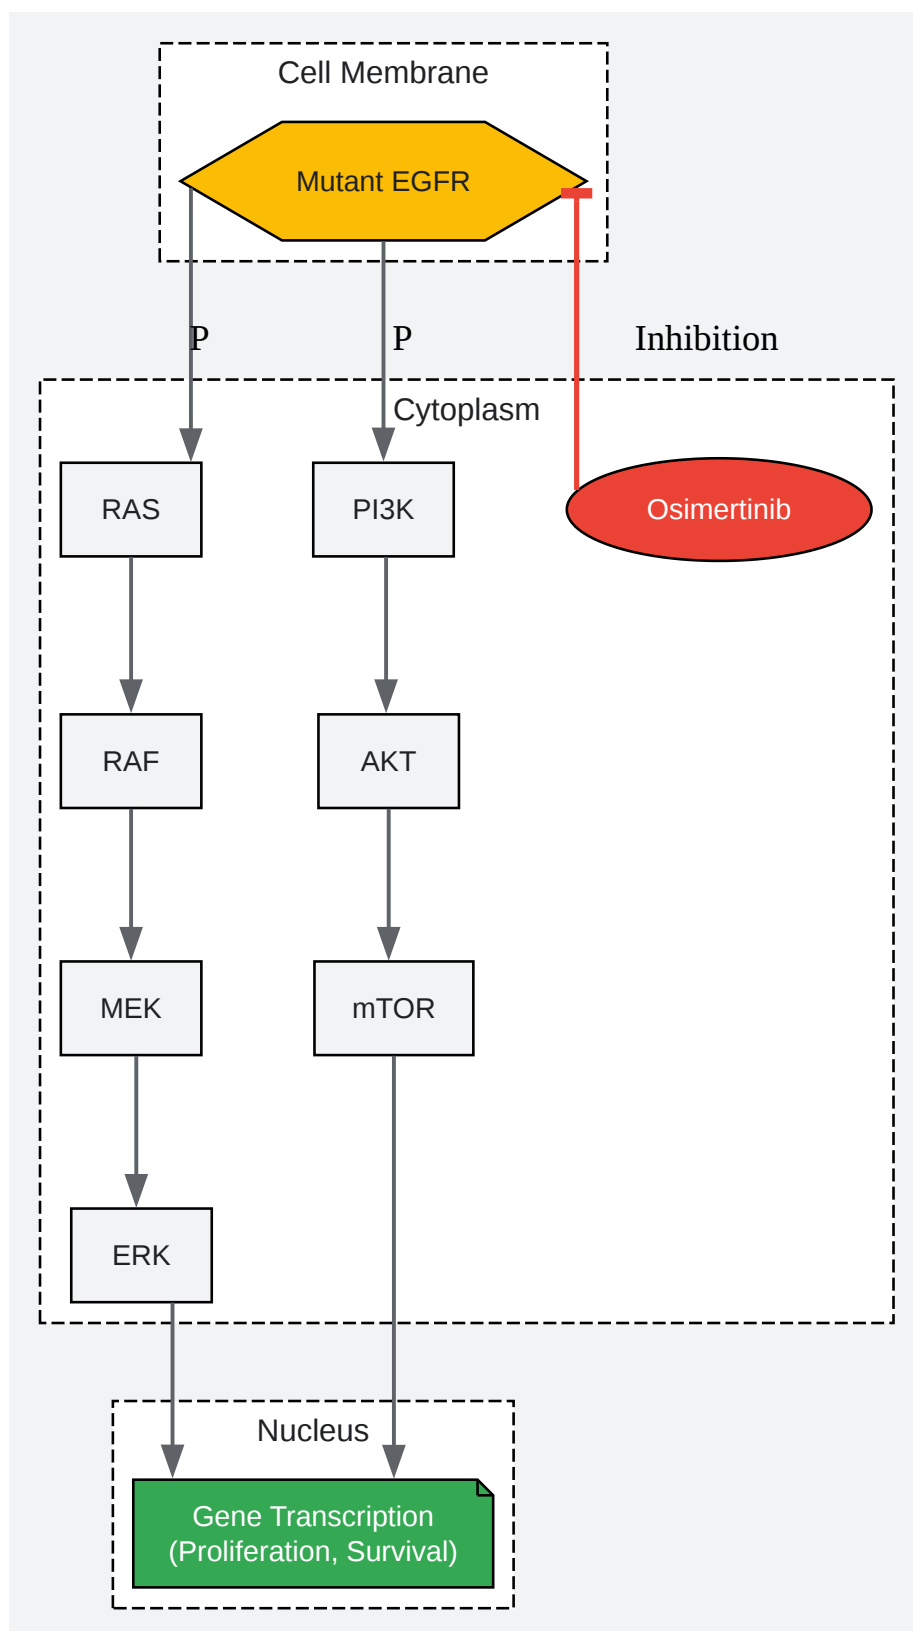 Cell Membrane
Mutant EGFR
P
P
Inhibition
Cytoplasm
RAS
PI3K
Osimertinib
RAF
AKT
MEK
mTOR
ERK
Nucleus
Gene Transcription
(Proliferation, Survival)